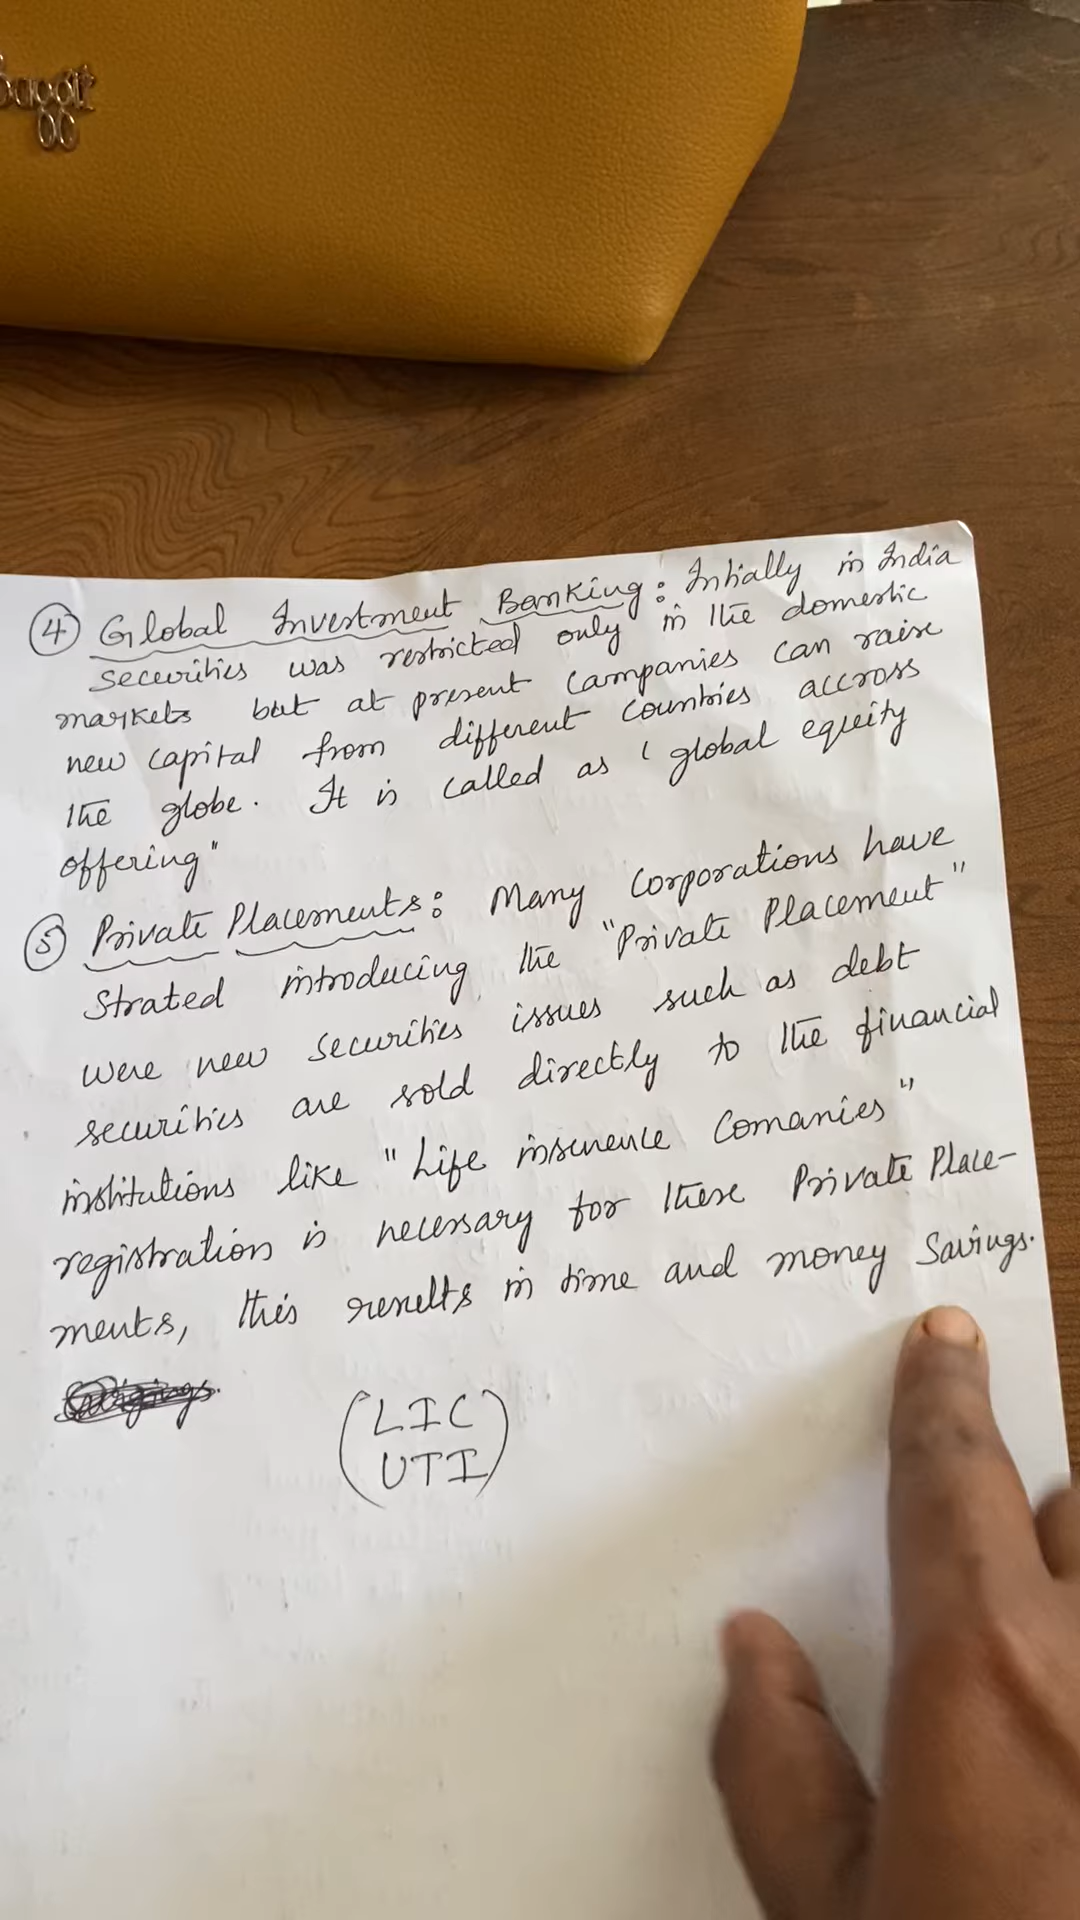 Baggit
④ Global Investment Banking: Intially in India
securities was restricted only in the domestic
markets but at present Companies can raise
new capital from different countries accross
the globe. It is called as ‘global equity
offering"
⑤ Private Placements: Many Corporations have
Strated introducing the "Private Placement"
were new securities issues such as debt
securities are sold directly to the financial
institutions like "Life insurence Comanies"
registration is necessary for these Private Place-
ments, this results in time and money Savings.
(LIC
UTI)